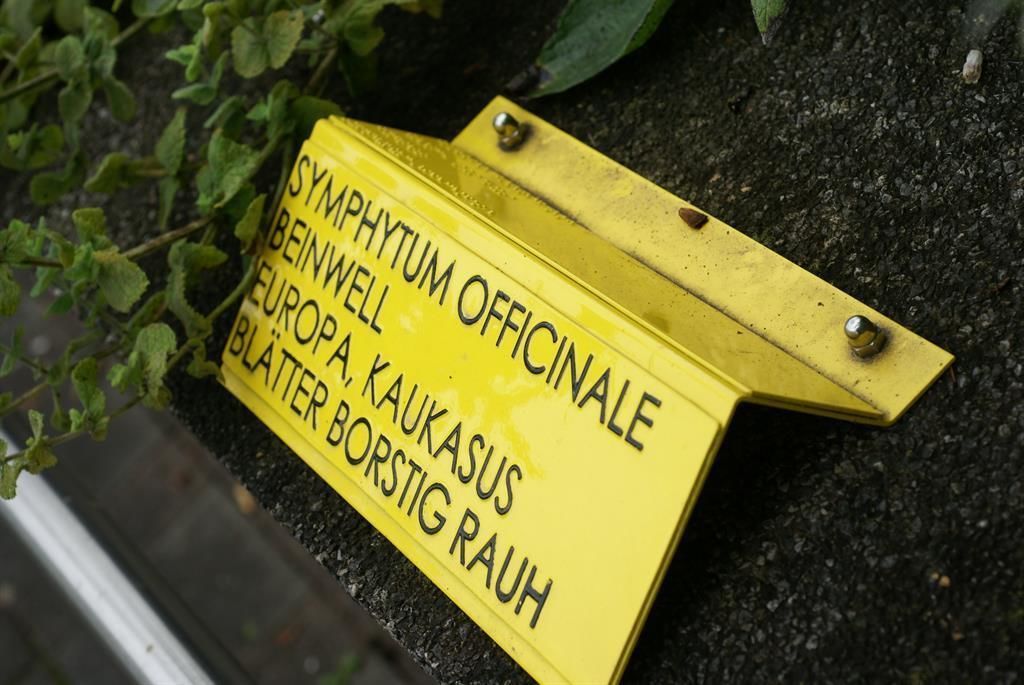 SYMPHYTUM OFFICINALE
BEINWELL
EUROPA, KAUKASUS
BLÄTTER BORSTIG RAUH